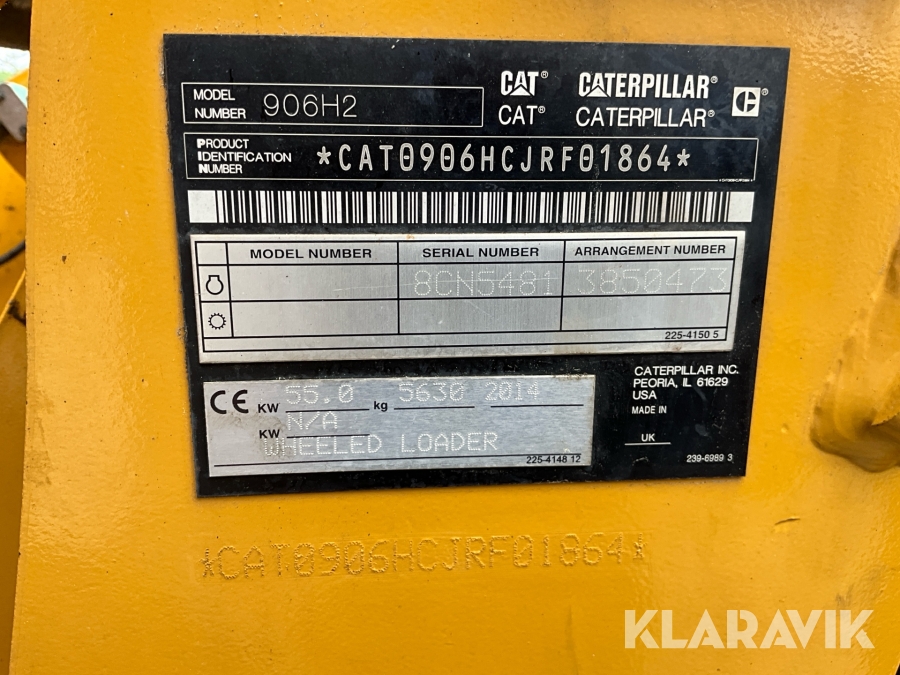 MODEL NUMBER 906H2
CAT® CATERPILLAR®
CAT® CATERPILLAR®
PRODUCT IDENTIFICATION NUMBER *CAT0906HCJRF01864*
MODEL NUMBER SERIAL NUMBER ARRANGEMENT NUMBER
8CN5481 3850473
225-4150 5
CE KW 55.0 kg 5630 2014
KW N/A
WHEELED LOADER
225-4148 12
CATERPILLAR INC.
PEORIA, IL 61629
USA
MADE IN
UK
239-6989 3
*CAT0906HCJRF01864*
KLARAVIK